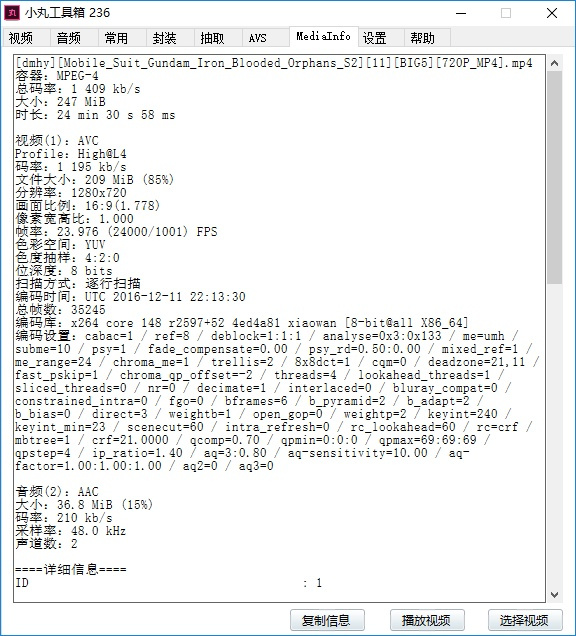 小丸工具箱 236
视频 音频 常用 封装 抽取 AVS MediaInfo 设置 帮助
[dmhy][Mobile_Suit_Gundam_Iron_Blooded_Orphans_S2][11][BIG5][720P_MP4].mp4
容器: MPEG-4
总码率: 1 409 kb/s
大小: 247 MiB
时长: 24 min 30 s 58 ms
视频(1): AVC
Profile: High@L4
码率: 1 195 kb/s
文件大小: 209 MiB (85%)
分辨率: 1280x720
画面比例: 16:9(1.778)
像素宽高比: 1.000
帧率: 23.976 (24000/1001) FPS
色彩空间: YUV
色度抽样: 4:2:0
位深度: 8 bits
扫描方式: 逐行扫描
编码时间: UTC 2016-12-11 22:13:30
总帧数: 35245
编码库: x264 core 148 r2597+52 4ed4a81 xiaowan [8-bit@all X86_64]
编码设置: cabac=1 / ref=8 / deblock=1:1:1 / analyse=0x3:0x133 / me=umh /
subme=10 / psy=1 / fade_compensate=0.00 / psy_rd=0.50:0.00 / mixed_ref=1 /
me_range=24 / chroma_me=1 / trellis=2 / 8x8dct=1 / cqm=0 / deadzone=21,11 /
fast_pskip=1 / chroma_qp_offset=-2 / threads=4 / lookahead_threads=1 /
sliced_threads=0 / nr=0 / decimate=1 / interlaced=0 / bluray_compat=0 /
constrained_intra=0 / fgo=0 / bframes=6 / b_pyramid=2 / b_adapt=2 /
b_bias=0 / direct=3 / weightb=1 / open_gop=0 / weightp=2 / keyint=240 /
keyint_min=23 / scenecut=60 / intra_refresh=0 / rc_lookahead=60 / rc=crf /
mbtree=1 / crf=21.0000 / qcomp=0.70 / qpmin=0:0:0 / qpmax=69:69:69 /
qpstep=4 / ip_ratio=1.40 / aq=3:0.80 / aq-sensitivity=10.00 / aq-
factor=1.00:1.00:1.00 / aq2=0 / aq3=0
音频(2): AAC
大小: 36.8 MiB (15%)
码率: 210 kb/s
采样率: 48.0 kHz
声道数: 2
====详细信息====
ID : 1
复制信息 播放视频 选择视频